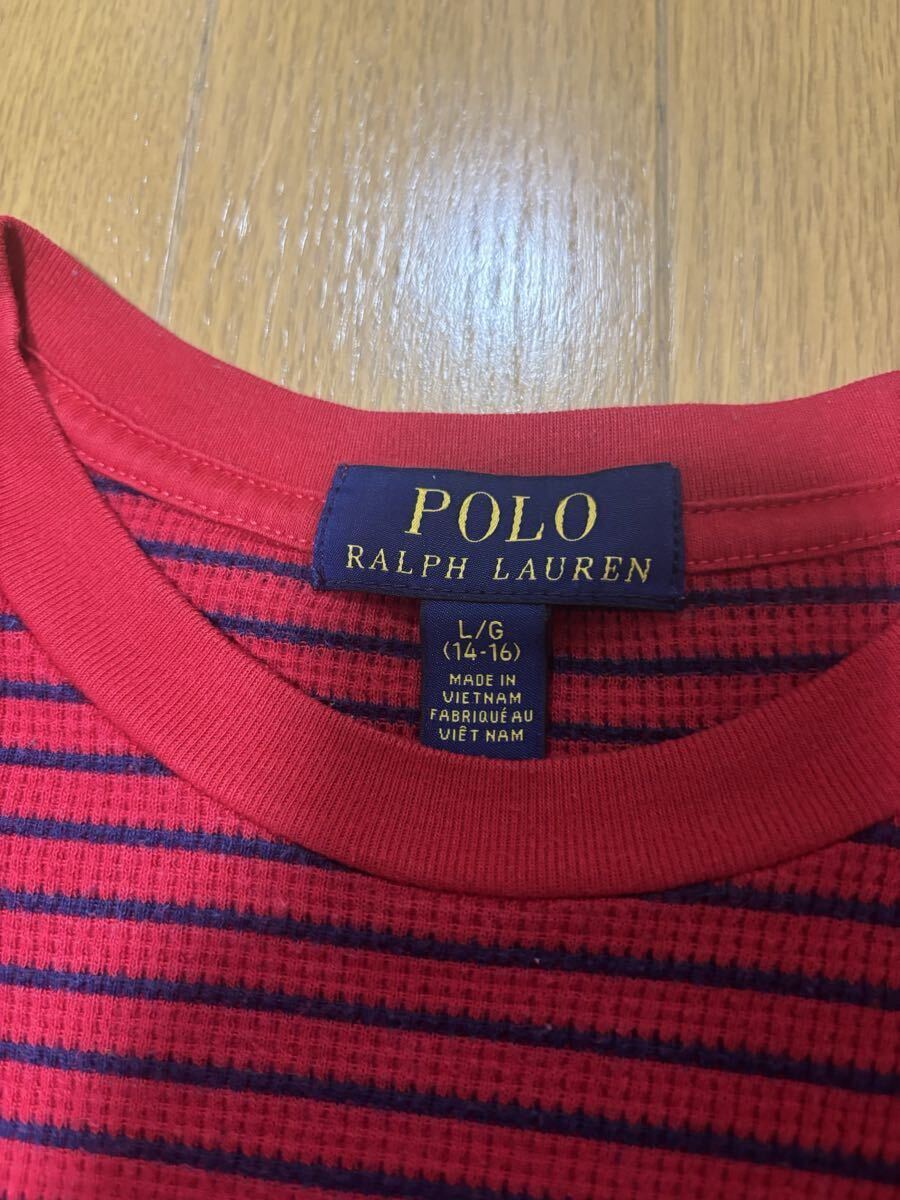 POLO
RALPH LAUREN
L/G
(14-16)
MADE IN
VIETNAM
FABRIQUÉ AU
VIÊT NAM